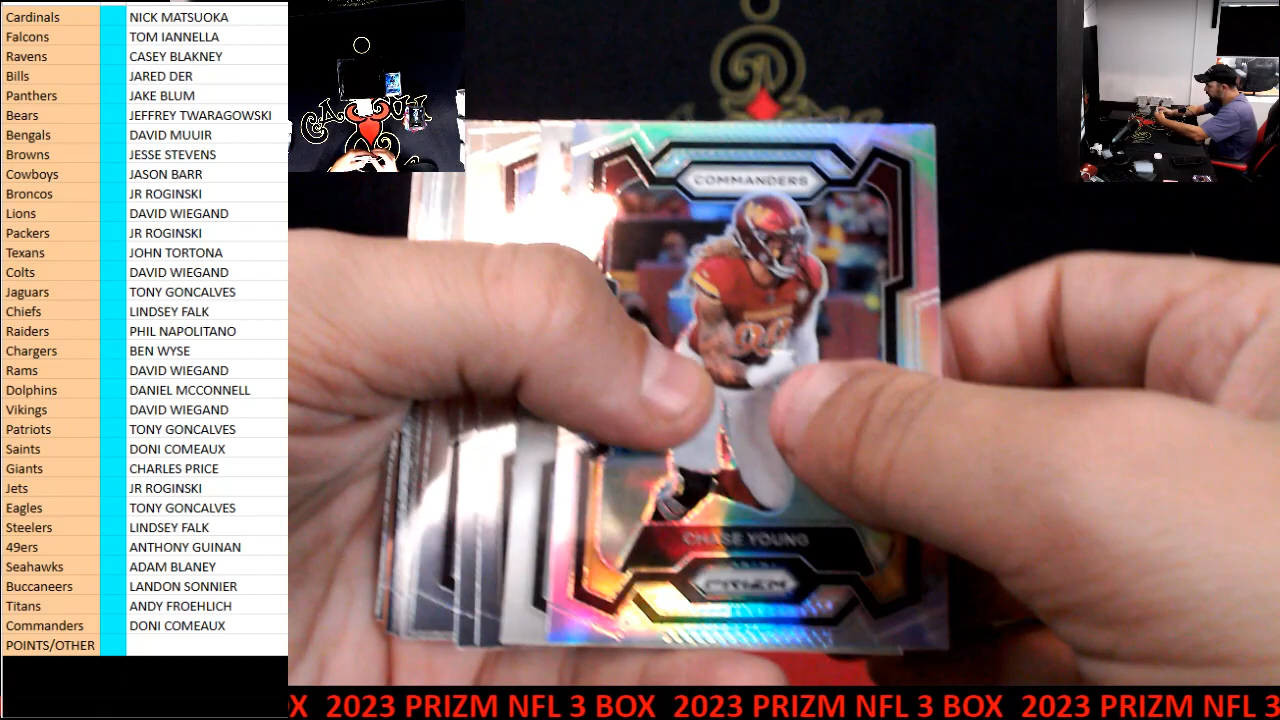 Cardinals NICK MATSUOKA
Falcons TOM IANNELLA
Ravens CASEY BLAKNEY
Bills JARED DER
Panthers JAKE BLUM
Bears JEFFREY TWARAGOWSKI
Bengals DAVID MUUIR
Browns JESSE STEVENS
Cowboys JASON BARR
Broncos JR ROGINSKI
Lions DAVID WIEGAND
Packers JR ROGINSKI
Texans JOHN TORTONA
Colts DAVID WIEGAND
Jaguars TONY GONCALVES
Chiefs LINDSEY FALK
Raiders PHIL NAPOLITANO
Chargers BEN WYSE
Rams DAVID WIEGAND
Dolphins DANIEL MCCONNELL
Vikings DAVID WIEGAND
Patriots TONY GONCALVES
Saints DONI COMEAUX
Giants CHARLES PRICE
Jets JR ROGINSKI
Eagles TONY GONCALVES
Steelers LINDSEY FALK
49ers ANTHONY GUINAN
Seahawks ADAM BLANEY
Buccaneers LANDON SONNIER
Titans ANDY FROEHLICH
Commanders DONI COMEAUX
POINTS/OTHER
COMMANDERS
CHASE YOUNG
PRIZM
X 2023 PRIZM NFL 3 BOX 2023 PRIZM NFL 3 BOX 2023 PRIZM NFL 3